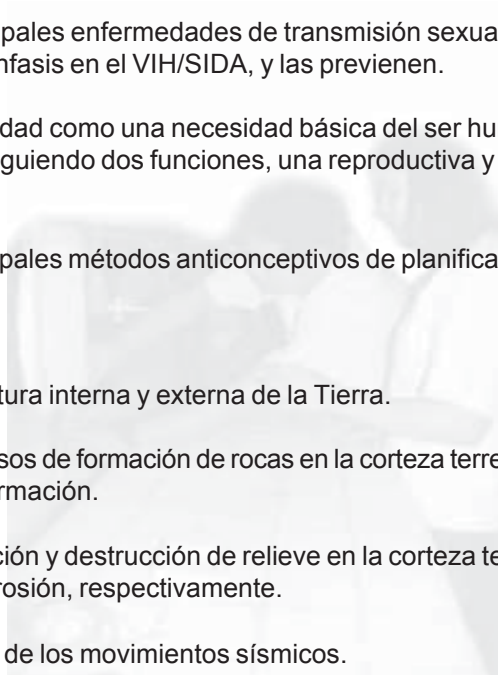 pales enfermedades de transmisión sexua
nfasis en el VIH/SIDA, y las previenen.
dad como una necesidad básica del ser hu
guiendo dos funciones, una reproductiva y
pales métodos anticonceptivos de planifica
tura interna y externa de la Tierra.
sos de formación de rocas en la corteza terre
rmación.
ción y destrucción de relieve en la corteza te
rosión, respectivamente.
de los movimientos sísmicos.